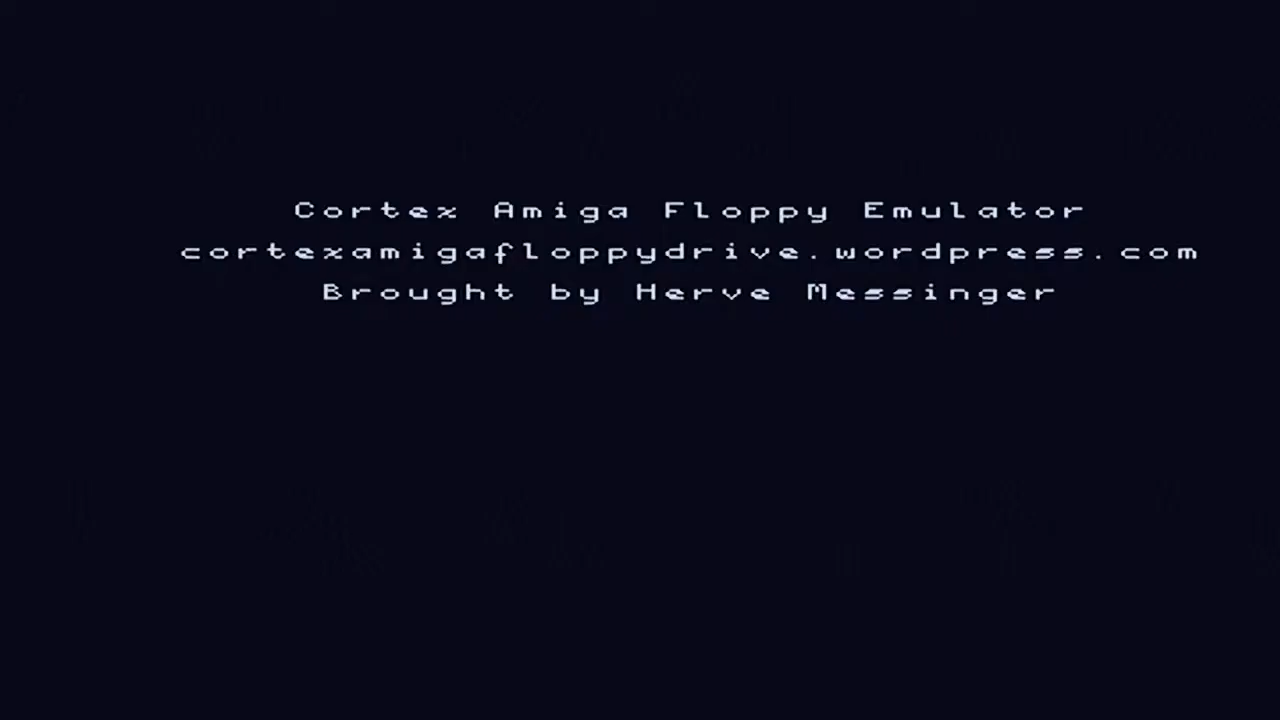 Cortex Amiga Floppy Emulator
cortexamigafloppydrive.wordpress.com
Brought by Herve Messinger